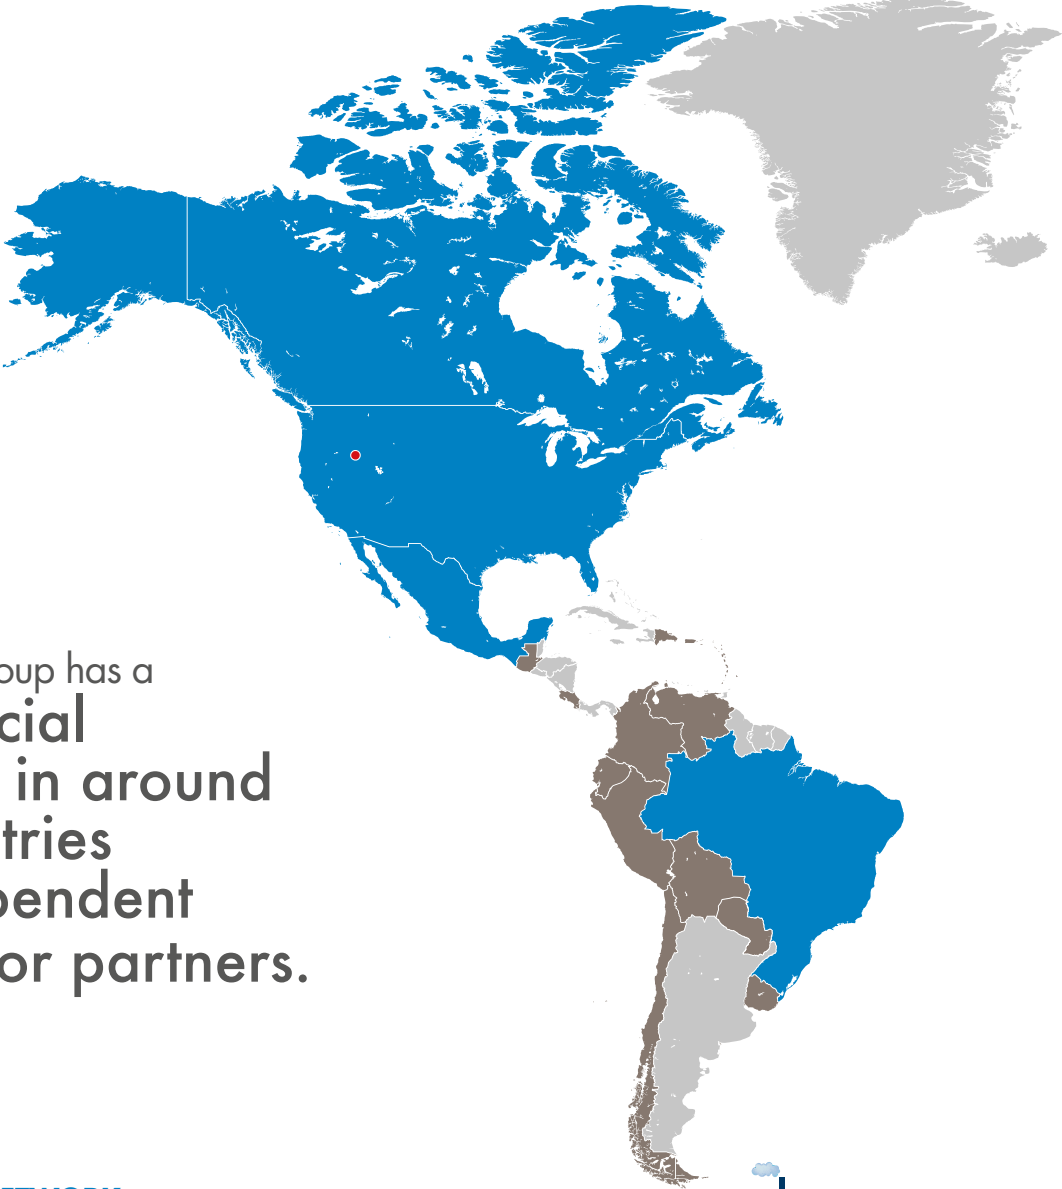 oup has a
cial
in around
tries
pendent
or partners.